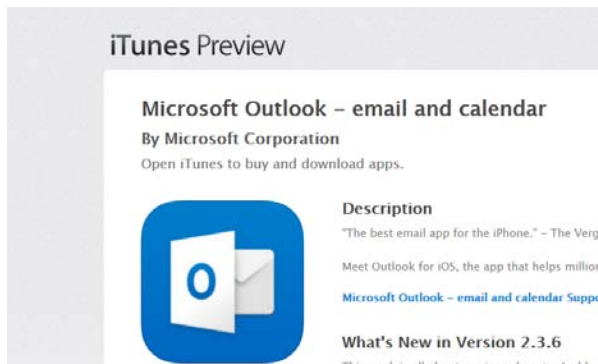 iTunes Preview
Microsoft Outlook – email and calendar
By Microsoft Corporation
Open iTunes to buy and download apps.
Description
"The best email app for the iPhone." – The Verg
Meet Outlook for iOS, the app that helps million
Microsoft Outlook – email and calendar Suppo
What's New in Version 2.3.6